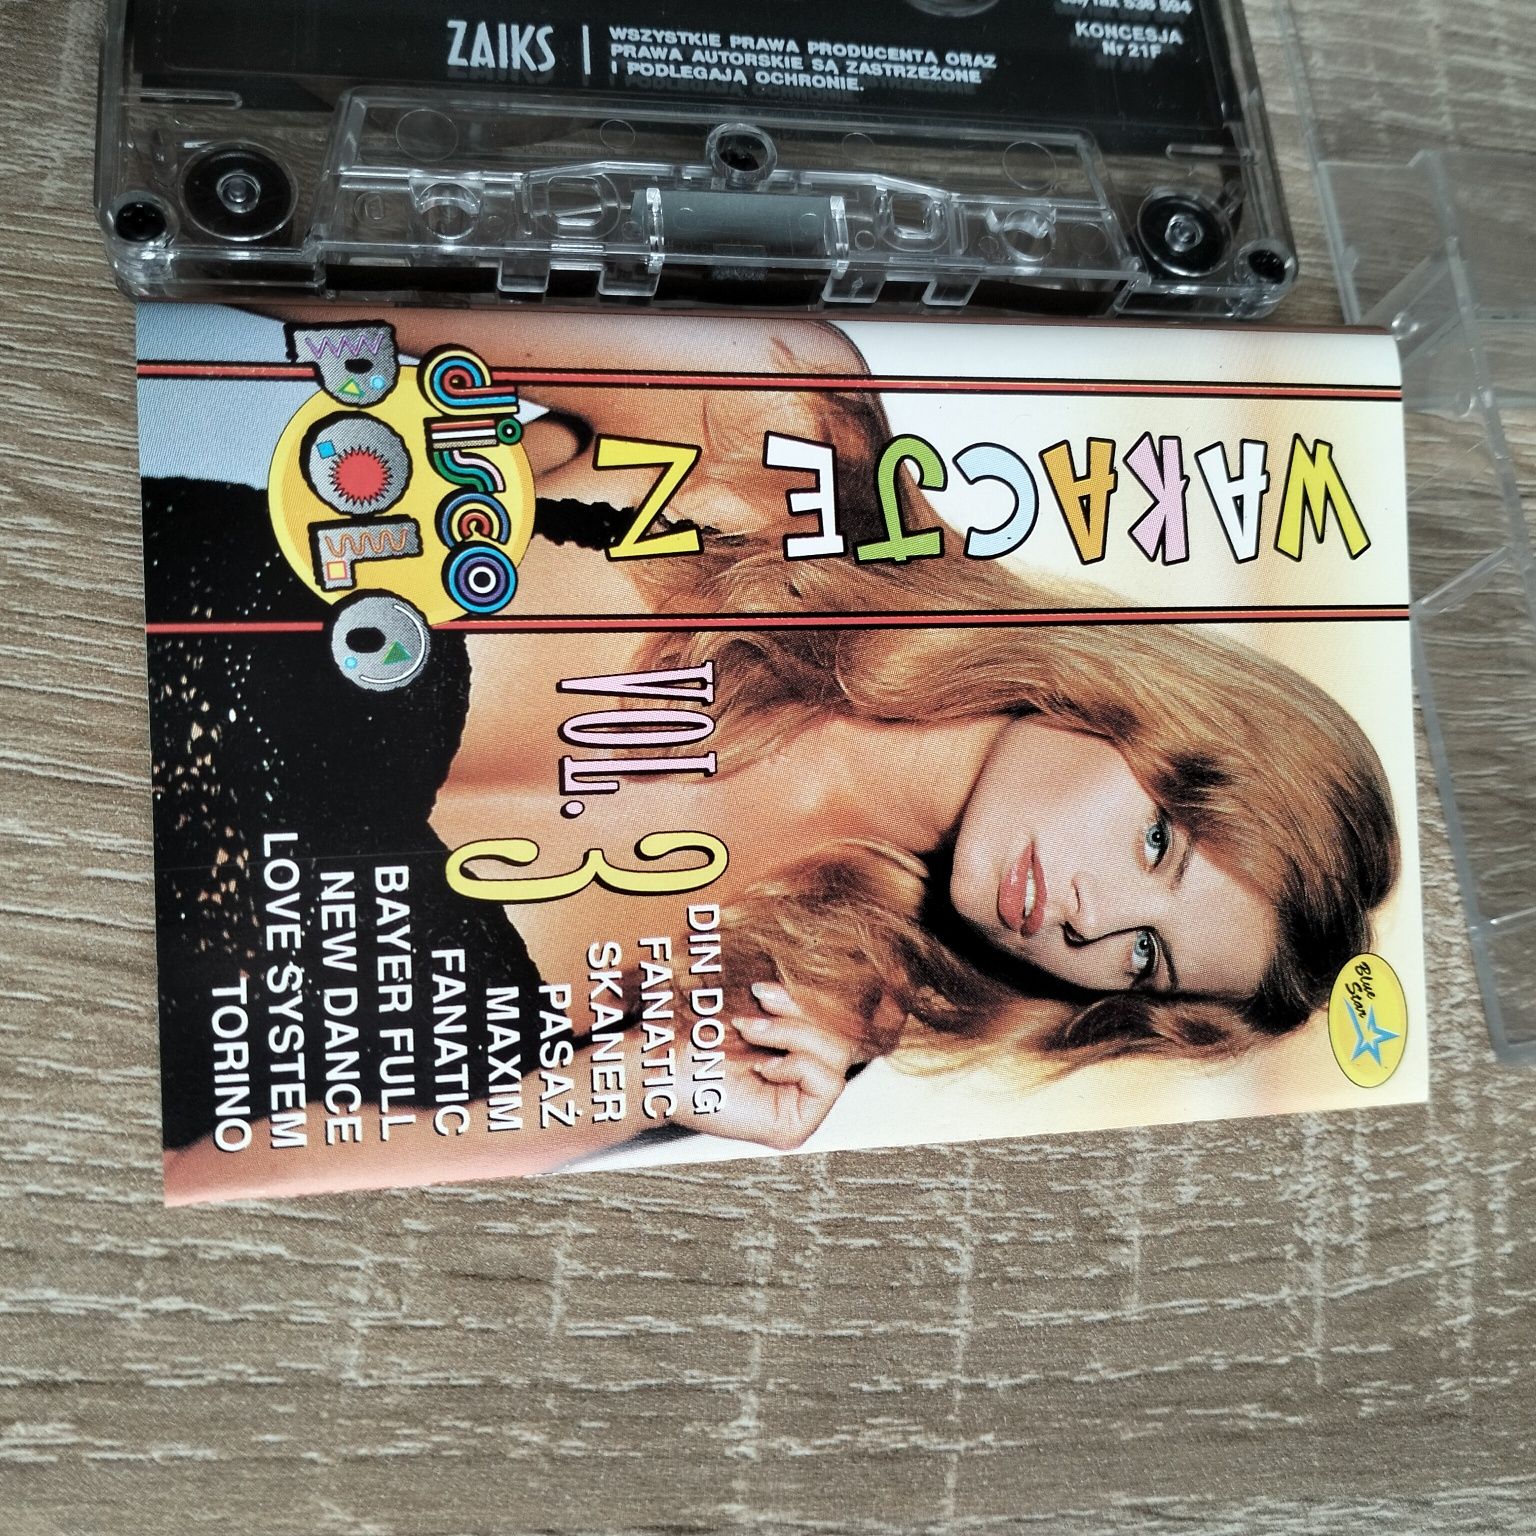 ZAIKS
WSZYSTKIE PRAWA PRODUCENTA ORAZ
PRAWA AUTORSKIE SĄ ZASTRZEŻONE
I PODLEGAJĄ OCHRONIE.
KONCESJA
Nr 21F
WAKACJE Z
disco
POLO
VOL. 3
Blue
Star
DIN DONG
FANATIC
SKANER
PASAŻ
MAXIM
FANATIC
BAYER FULL
NEW DANCE
LOVE SYSTEM
TORINO